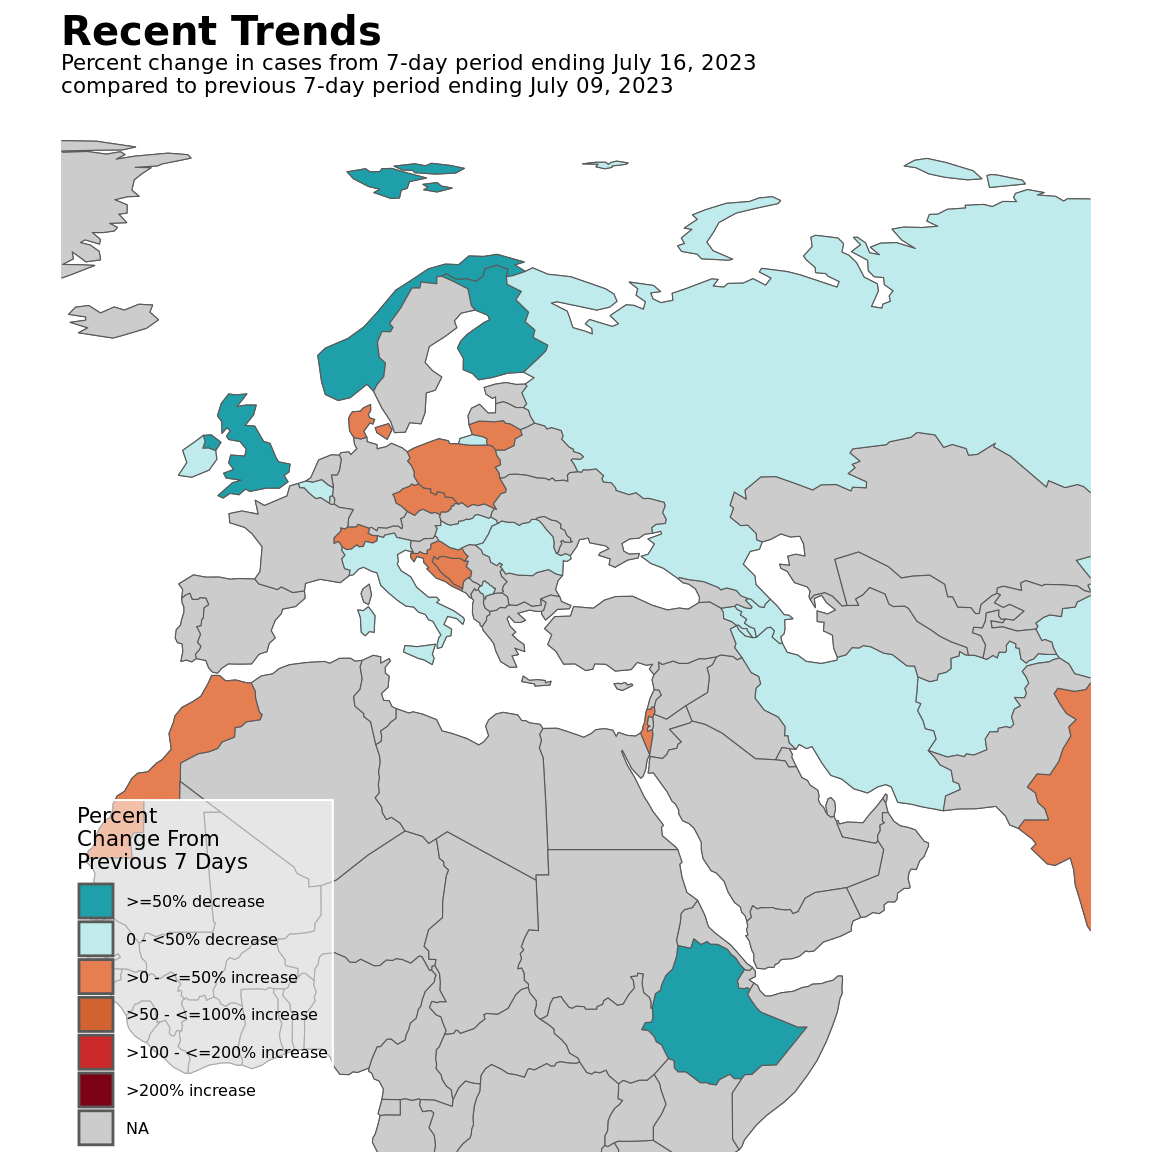 Recent Trends
Percent change in cases from 7-day period ending July 16, 2023
compared to previous 7-day period ending July 09, 2023
Percent
Change From
Previous 7 Days
>=50% decrease
0 - <50% decrease
>0 - <=50% increase
>50 - <=100% increase
>100 - <=200% increase
>200% increase
NA